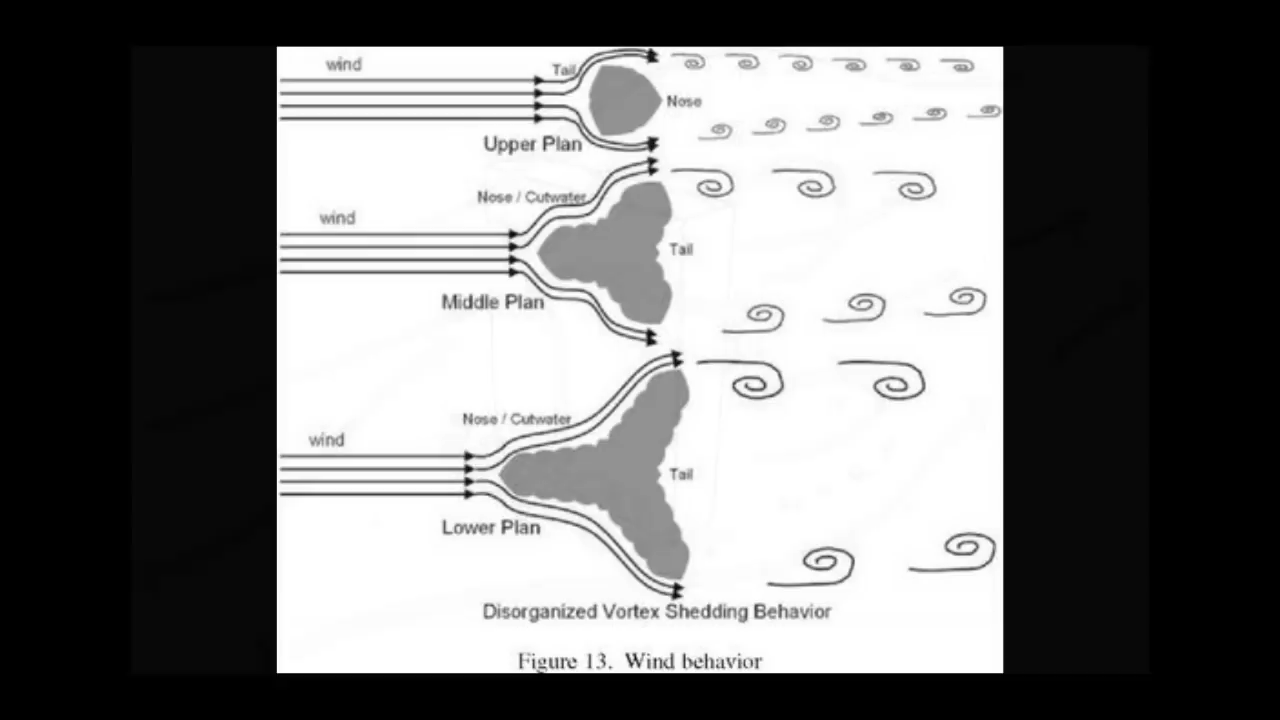 wind
Tail
Nose
Upper Plan
Nose / Cutwater
wind
Tail
Middle Plan
Nose / Cutwater
wind
Tail
Lower Plan
Disorganized Vortex Shedding Behavior
Figure 13. Wind behavior